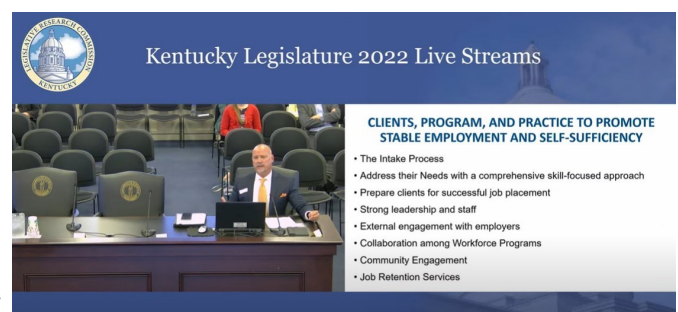 LEGISLATIVE RESEARCH COMMISSION
KENTUCKY
Kentucky Legislature 2022 Live Streams
CLIENTS, PROGRAM, AND PRACTICE TO PROMOTE
STABLE EMPLOYMENT AND SELF-SUFFICIENCY
• The Intake Process
• Address their Needs with a comprehensive skill-focused approach
• Prepare clients for successful job placement
• Strong leadership and staff
• External engagement with employers
• Collaboration among Workforce Programs
• Community Engagement
• Job Retention Services